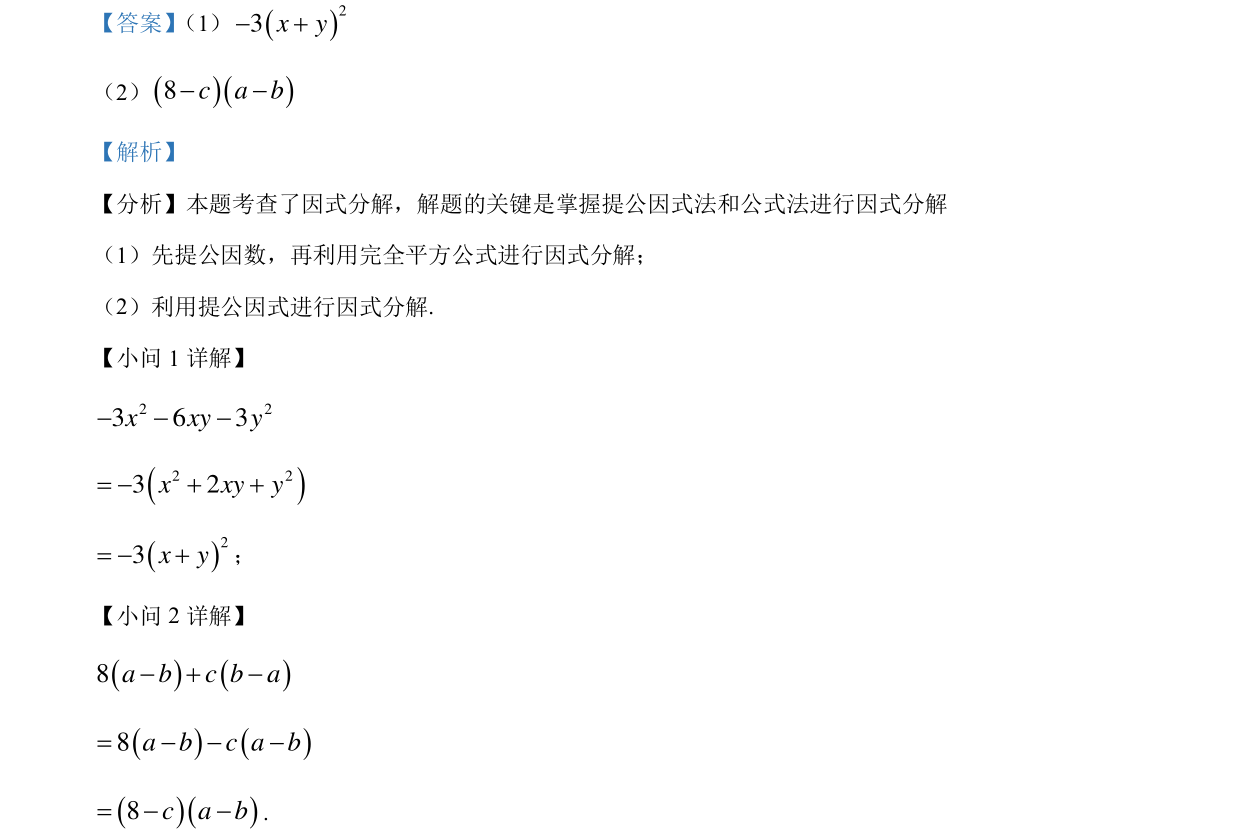 【答案】（1）−3(x+y)²
（2）(8−c)(a−b)
【解析】
【分析】本题考查了因式分解，解题的关键是掌握提公因式法和公式法进行因式分解
（1）先提公因数，再利用完全平方公式进行因式分解；
（2）利用提公因式进行因式分解.
【小问 1 详解】
−3x²−6xy−3y²
=−3(x²+2xy+y²)
=−3(x+y)²；
【小问 2 详解】
8(a−b)+c(b−a)
=8(a−b)−c(a−b)
=(8−c)(a−b).